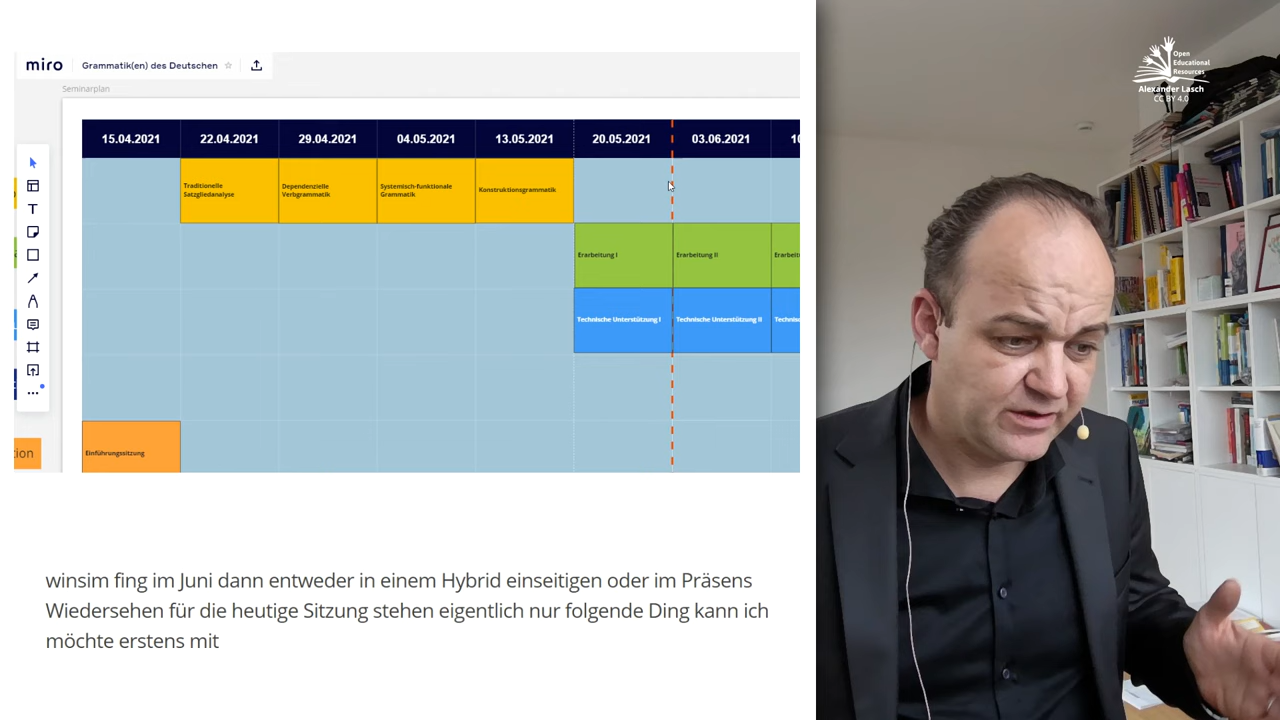 miro
Grammatik(en) des Deutschen
Seminarplan
15.04.2021 22.04.2021 29.04.2021 04.05.2021 13.05.2021 20.05.2021 03.06.2021 10
Traditionelle
Satzgliedanalyse
Dependenzielle
Verbgrammatik
Systemisch-funktionale
Grammatik
Konstruktionsgrammatik
Erarbeitung I
Erarbeitung II
Erarbeit
Technische Unterstützung I
Technische Unterstützung II
Technisc
tion
Einführungssitzung
winsim fing im Juni dann entweder in einem Hybrid einseitigen oder im Präsens
Wiedersehen für die heutige Sitzung stehen eigentlich nur folgende Ding kann ich
möchte erstens mit
Open
Educational
Resources
Alexander Lasch
CC BY 4.0